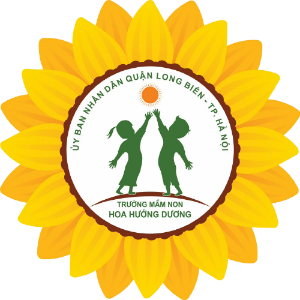 ỦY BAN NHÂN DÂN QUẬN LONG BIÊN - TP. HÀ NỘI
TRƯỜNG MẦM NON
HOA HƯỚNG DƯƠNG